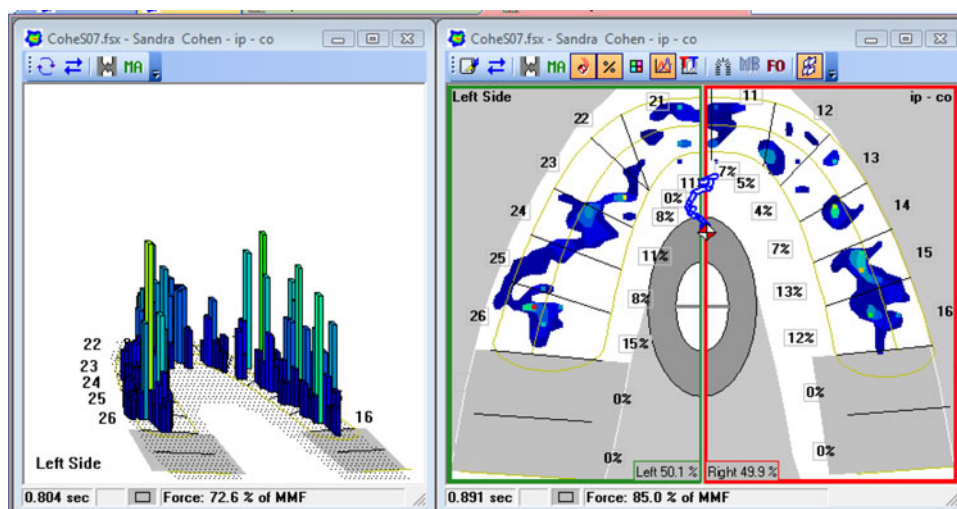 CoheS07.fsx - Sandra Cohen - ip - co
MA
22
23
24
25
26
16
Left Side
0.804 sec
Force: 72.6 % of MMF
CoheS07.fsx - Sandra Cohen - ip - co
MA % MB FO
Left Side
ip - co
21 11
22 12
23 13
24 14
25 15
26 16
11 7%
0% 5%
8% 4%
11% 7%
8% 13%
15% 12%
0% 0%
0% 0%
Left 50.1 % Right 49.9 %
0.891 sec
Force: 85.0 % of MMF